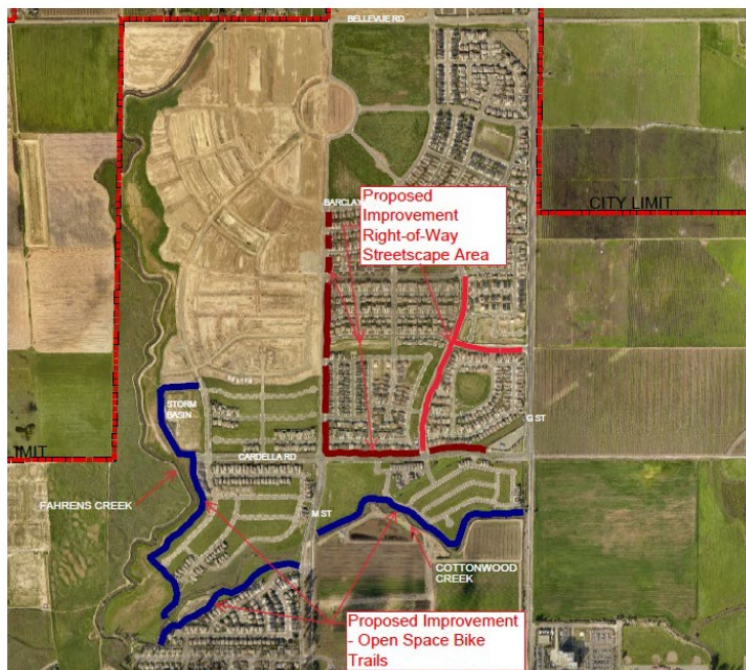 BELLEVUE RD
BARCLAY
Proposed
Improvement
Right-of-Way
Streetscape Area
CITY LIMIT
STORM
BASIN
G ST
IMIT
CARDELLA RD
FAHRENS CREEK
M ST
COTTONWOOD
CREEK
Proposed Improvement
- Open Space Bike
Trails